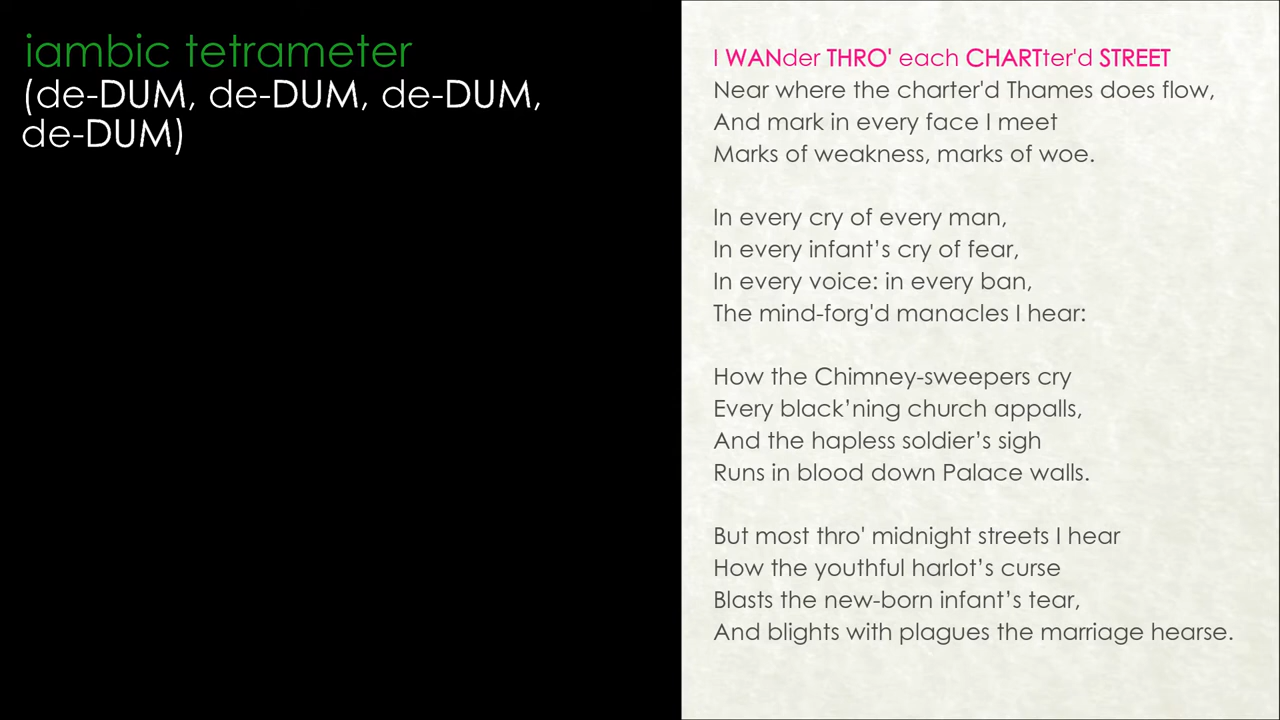 iambic tetrameter
(de-DUM, de-DUM, de-DUM,
de-DUM)
I WANder THRO' each CHARTter'd STREET
Near where the charter'd Thames does flow,
And mark in every face I meet
Marks of weakness, marks of woe.
In every cry of every man,
In every infant’s cry of fear,
In every voice: in every ban,
The mind-forg'd manacles I hear:
How the Chimney-sweepers cry
Every black’ning church appalls,
And the hapless soldier’s sigh
Runs in blood down Palace walls.
But most thro' midnight streets I hear
How the youthful harlot’s curse
Blasts the new-born infant’s tear,
And blights with plagues the marriage hearse.